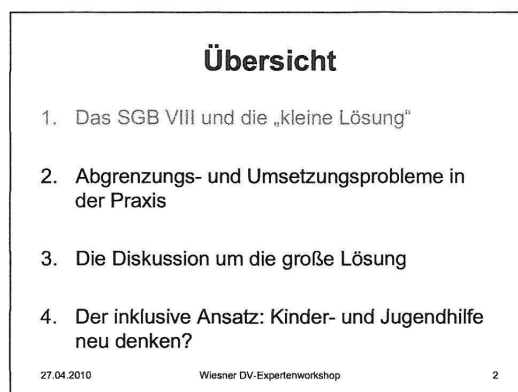 Übersicht
1. Das SGB VIII und die „kleine Lösung“
2. Abgrenzungs- und Umsetzungsprobleme in
der Praxis
3. Die Diskussion um die große Lösung
4. Der inklusive Ansatz: Kinder- und Jugendhilfe
neu denken?
27.04.2010 Wiesner DV-Expertenworkshop 2